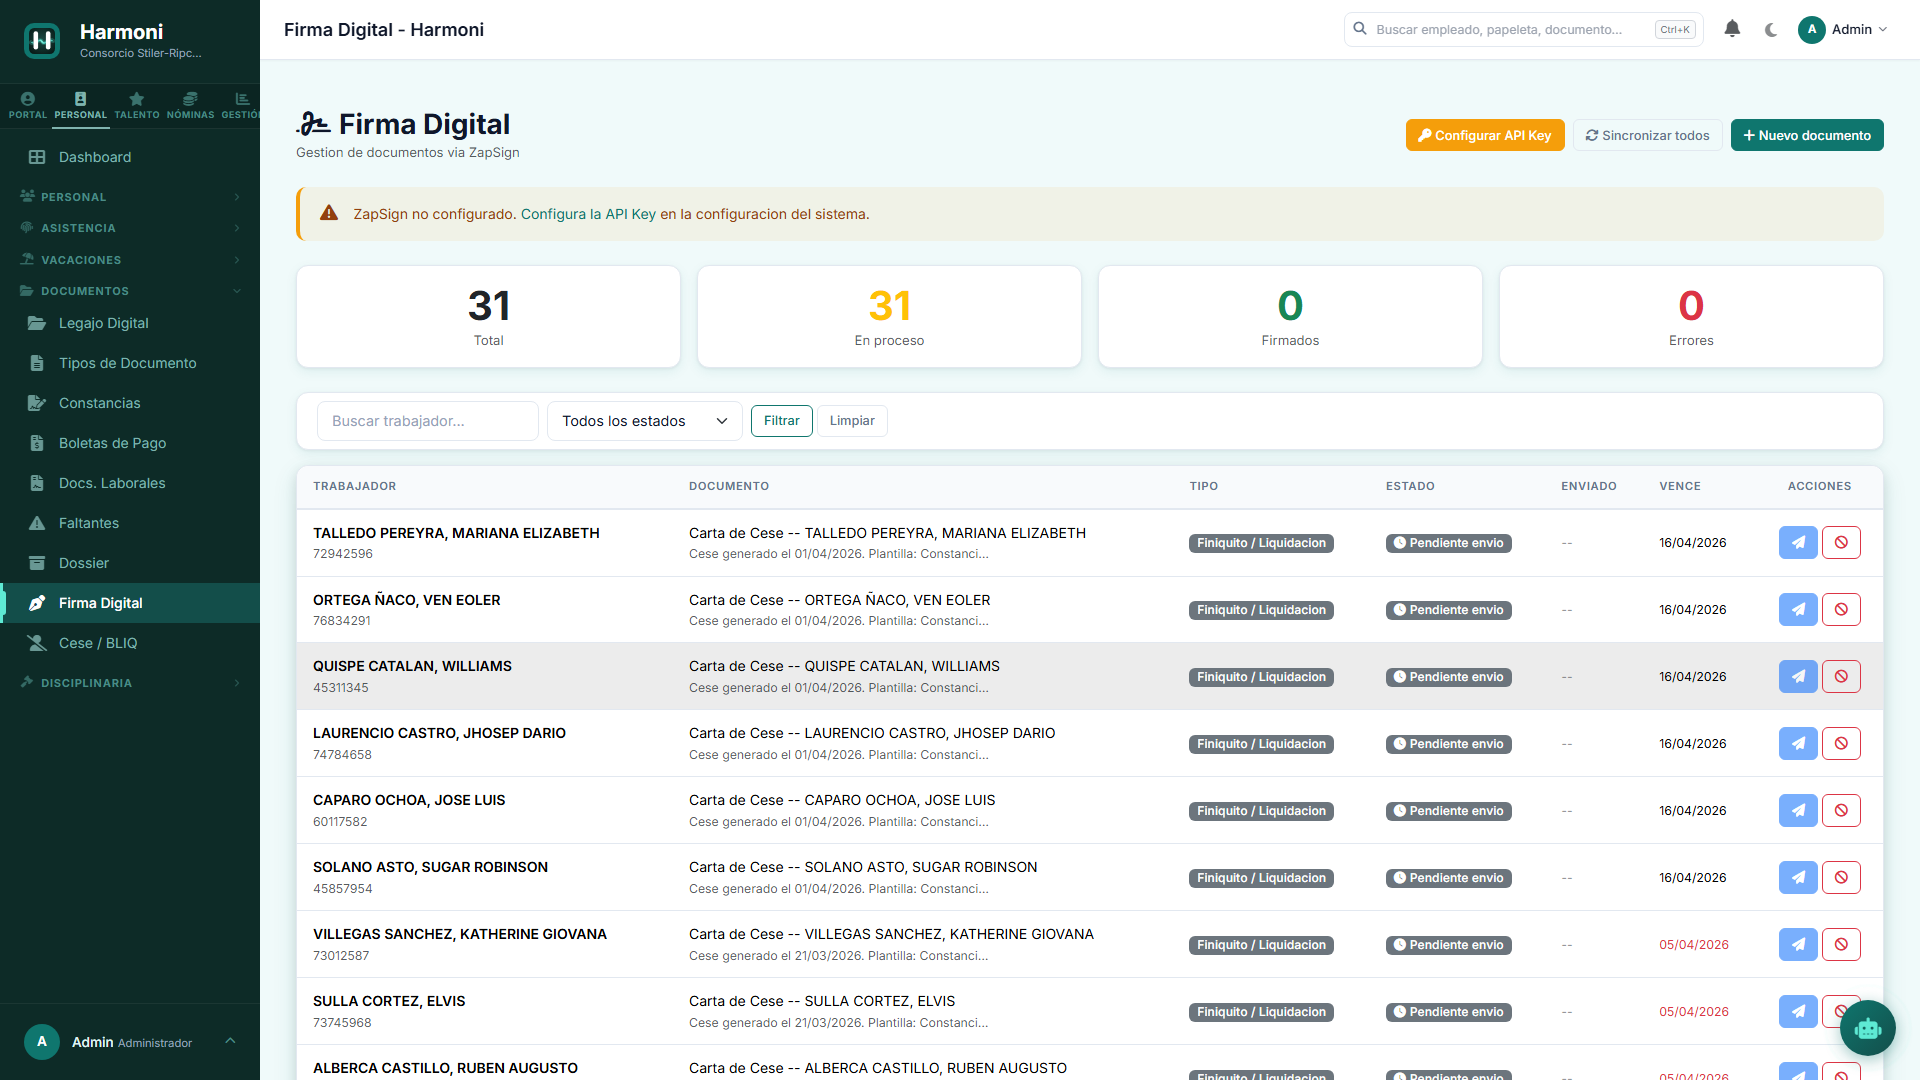 Harmoni
Consorcio Stiler-Ripc...
PORTAL PERSONAL TALENTO NÓMINAS GESTIÓN
Dashboard
PERSONAL
ASISTENCIA
VACACIONES
DOCUMENTOS
Legajo Digital
Tipos de Documento
Constancias
Boletas de Pago
Docs. Laborales
Faltantes
Dossier
Firma Digital
Cese / BLIQ
DISCIPLINARIA
A Admin Administrador
Firma Digital - Harmoni
Buscar empleado, papeleta, documento... Ctrl+K
A Admin
Firma Digital
Gestion de documentos via ZapSign
Configurar API Key
Sincronizar todos
Nuevo documento
ZapSign no configurado. Configura la API Key en la configuracion del sistema.
31
Total
31
En proceso
0
Firmados
0
Errores
Buscar trabajador...
Todos los estados
Filtrar
Limpiar
TRABAJADOR DOCUMENTO TIPO ESTADO ENVIADO VENCE ACCIONES
TALLEDO PEREYRA, MARIANA ELIZABETH Carta de Cese -- TALLEDO PEREYRA, MARIANA ELIZABETH Finiquito / Liquidacion Pendiente envio -- 16/04/2026
72942596 Cese generado el 01/04/2026. Plantilla: Constanci...
ORTEGA ÑACO, VEN EOLER Carta de Cese -- ORTEGA ÑACO, VEN EOLER Finiquito / Liquidacion Pendiente envio -- 16/04/2026
76834291 Cese generado el 01/04/2026. Plantilla: Constanci...
QUISPE CATALAN, WILLIAMS Carta de Cese -- QUISPE CATALAN, WILLIAMS Finiquito / Liquidacion Pendiente envio -- 16/04/2026
45311345 Cese generado el 01/04/2026. Plantilla: Constanci...
LAURENCIO CASTRO, JHOSEP DARIO Carta de Cese -- LAURENCIO CASTRO, JHOSEP DARIO Finiquito / Liquidacion Pendiente envio -- 16/04/2026
74784658 Cese generado el 01/04/2026. Plantilla: Constanci...
CAPARO OCHOA, JOSE LUIS Carta de Cese -- CAPARO OCHOA, JOSE LUIS Finiquito / Liquidacion Pendiente envio -- 16/04/2026
60117582 Cese generado el 01/04/2026. Plantilla: Constanci...
SOLANO ASTO, SUGAR ROBINSON Carta de Cese -- SOLANO ASTO, SUGAR ROBINSON Finiquito / Liquidacion Pendiente envio -- 16/04/2026
45857954 Cese generado el 01/04/2026. Plantilla: Constanci...
VILLEGAS SANCHEZ, KATHERINE GIOVANA Carta de Cese -- VILLEGAS SANCHEZ, KATHERINE GIOVANA Finiquito / Liquidacion Pendiente envio -- 05/04/2026
73012587 Cese generado el 21/03/2026. Plantilla: Constanci...
SULLA CORTEZ, ELVIS Carta de Cese -- SULLA CORTEZ, ELVIS Finiquito / Liquidacion Pendiente envio -- 05/04/2026
73745968 Cese generado el 21/03/2026. Plantilla: Constanci...
ALBERCA CASTILLO, RUBEN AUGUSTO Carta de Cese -- ALBERCA CASTILLO, RUBEN AUGUSTO Finiquito / Liquidacion Pendiente envio 05/04/2026